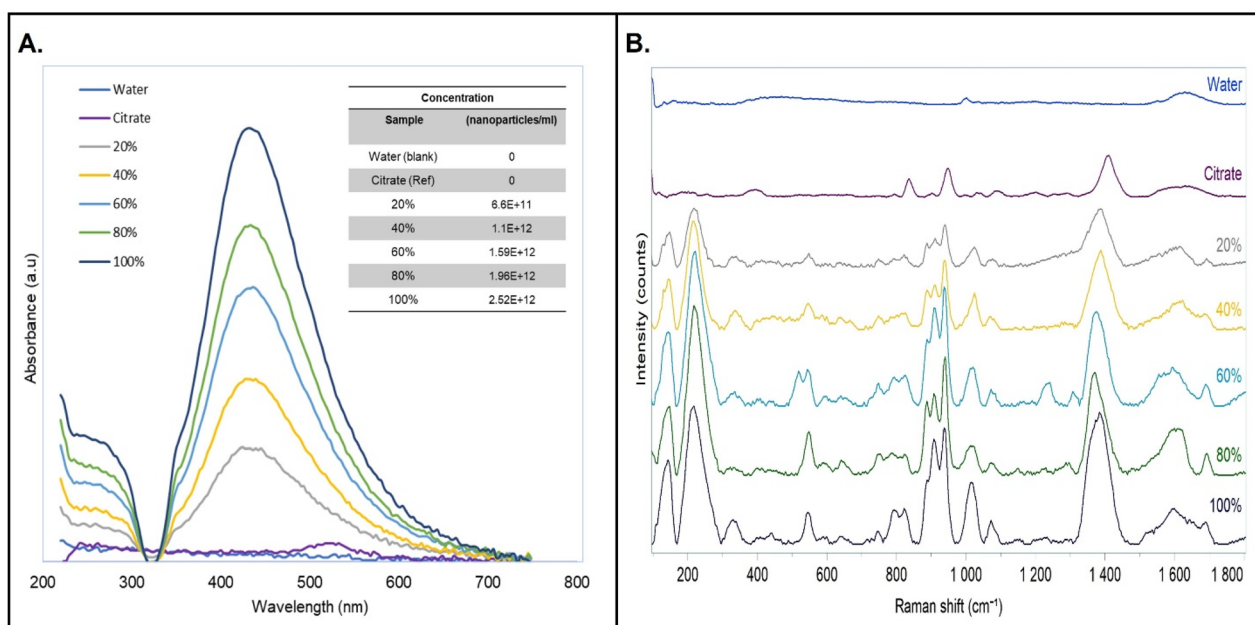 A.
Water
Citrate
20%
40%
60%
80%
100%
Concentration
Sample (nanoparticles/ml)
Water (blank) 0
Citrate (Ref) 0
20% 6.6E+11
40% 1.1E+12
60% 1.59E+12
80% 1.96E+12
100% 2.52E+12
Absorbance (a.u)
200 300 400 500 600 700 800
Wavelength (nm)
B.
Water
Citrate
20%
40%
60%
80%
100%
Intensity (counts)
200 400 600 800 1 000 1 200 1 400 1 600 1 800
Raman shift (cm⁻¹)